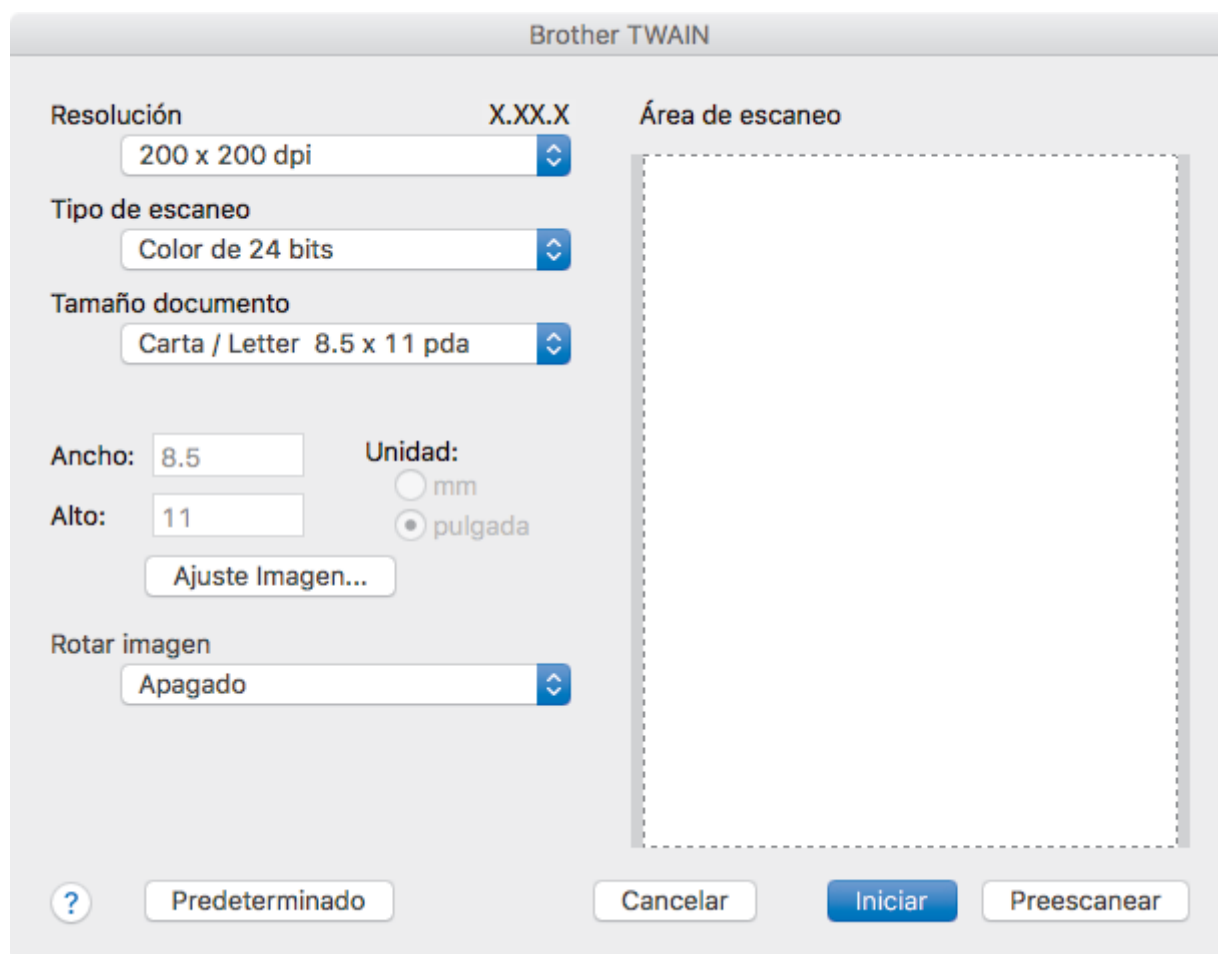 Brother TWAIN
Resolución X.XX.X
200 x 200 dpi
Tipo de escaneo
Color de 24 bits
Tamaño documento
Carta / Letter 8.5 x 11 pda
Ancho: 8.5
Alto: 11
Unidad:
mm
pulgada
Ajuste Imagen...
Rotar imagen
Apagado
Área de escaneo
? Predeterminado Cancelar Iniciar Preescanear